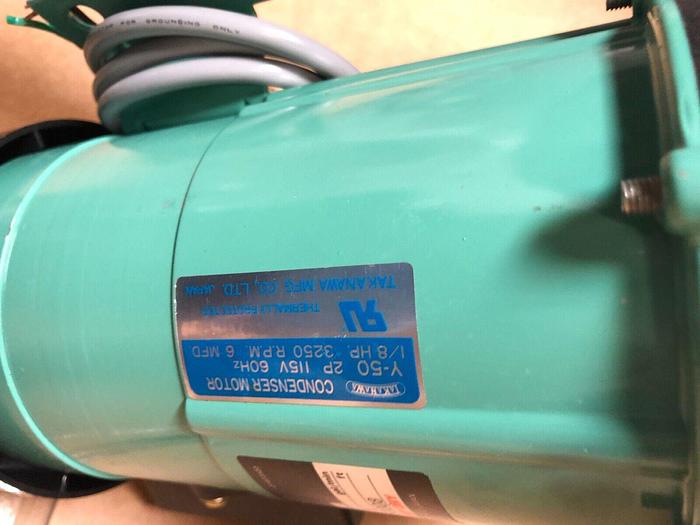 FOR GROUNDING ONLY
TAKANAWA
CONDENSER MOTOR
Y-50 2P 115V 60Hz
1/8 HP. 3250 R.P.M. 6 MFD
THERMALLY PROTECTED
TAKANAWA MFG. CO., LTD. JAPAN